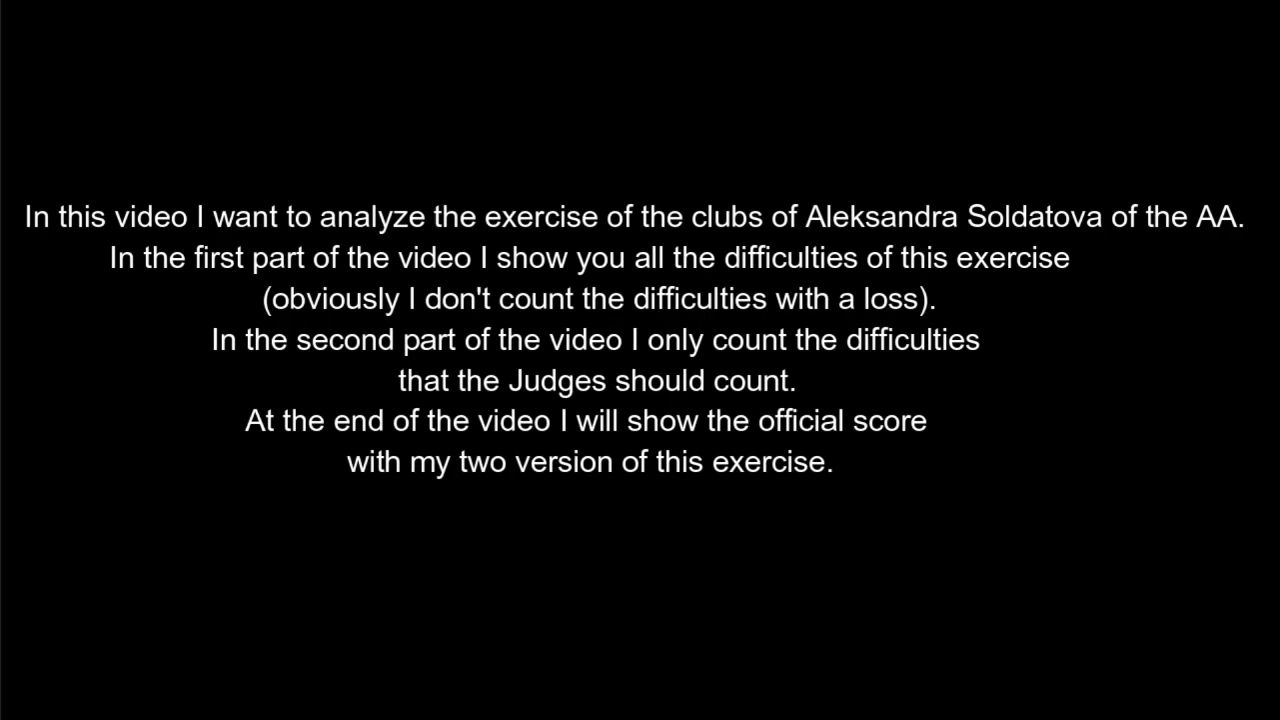 In this video I want to analyze the exercise of the clubs of Aleksandra Soldatova of the AA.
In the first part of the video I show you all the difficulties of this exercise
(obviously I don't count the difficulties with a loss).
In the second part of the video I only count the difficulties
that the Judges should count.
At the end of the video I will show the official score
with my two version of this exercise.